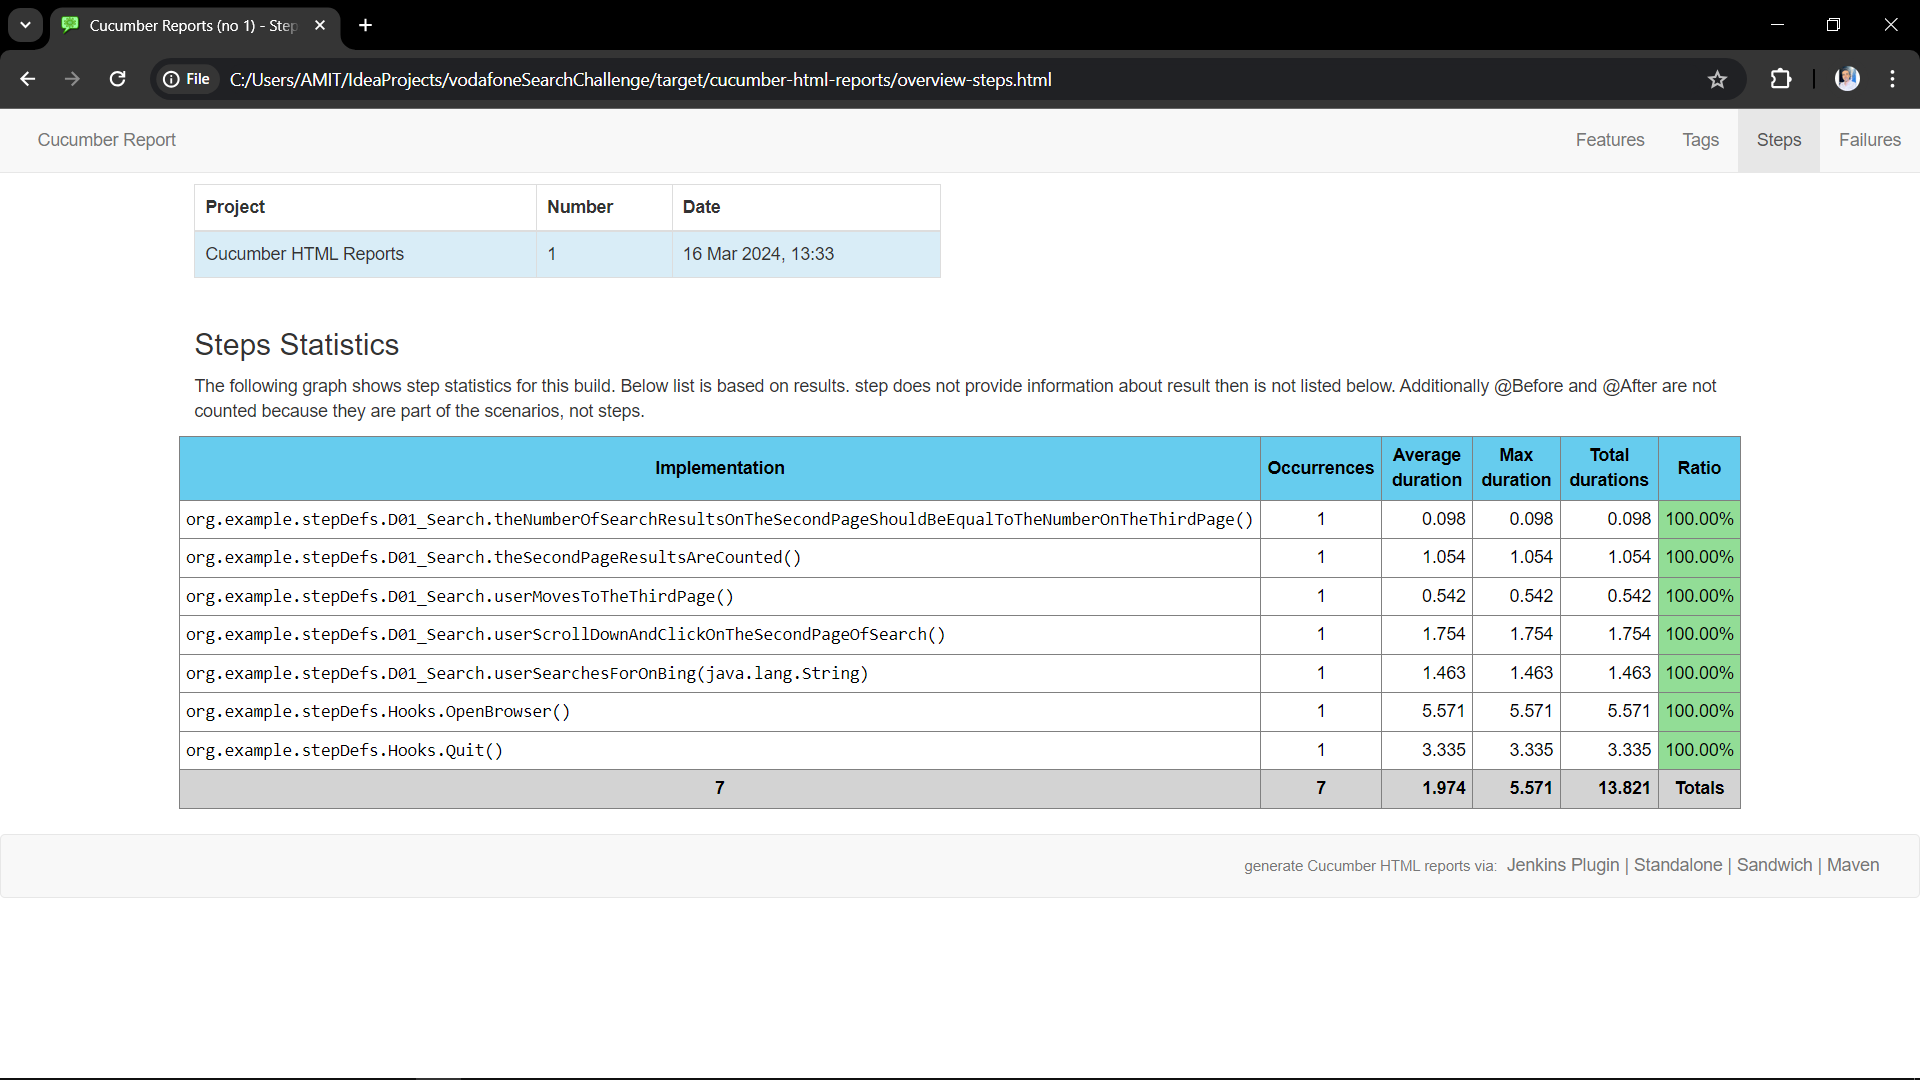 Cucumber Reports (no 1) - Step
File C:/Users/AMIT/IdeaProjects/vodafoneSearchChallenge/target/cucumber-html-reports/overview-steps.html
Cucumber Report Features Tags Steps Failures
Project Number Date
Cucumber HTML Reports 1 16 Mar 2024, 13:33
Steps Statistics
The following graph shows step statistics for this build. Below list is based on results. step does not provide information about result then is not listed below. Additionally @Before and @After are not
counted because they are part of the scenarios, not steps.
Implementation Occurrences Average duration Max duration Total durations Ratio
org.example.stepDefs.D01_Search.theNumberOfSearchResultsOnTheSecondPageShouldBeEqualToTheNumberOnTheThirdPage() 1 0.098 0.098 0.098 100.00%
org.example.stepDefs.D01_Search.theSecondPageResultsAreCounted() 1 1.054 1.054 1.054 100.00%
org.example.stepDefs.D01_Search.userMovesToTheThirdPage() 1 0.542 0.542 0.542 100.00%
org.example.stepDefs.D01_Search.userScrollDownAndClickOnTheSecondPageOfSearch() 1 1.754 1.754 1.754 100.00%
org.example.stepDefs.D01_Search.userSearchesForOnBing(java.lang.String) 1 1.463 1.463 1.463 100.00%
org.example.stepDefs.Hooks.OpenBrowser() 1 5.571 5.571 5.571 100.00%
org.example.stepDefs.Hooks.Quit() 1 3.335 3.335 3.335 100.00%
7 7 1.974 5.571 13.821 Totals
generate Cucumber HTML reports via: Jenkins Plugin | Standalone | Sandwich | Maven